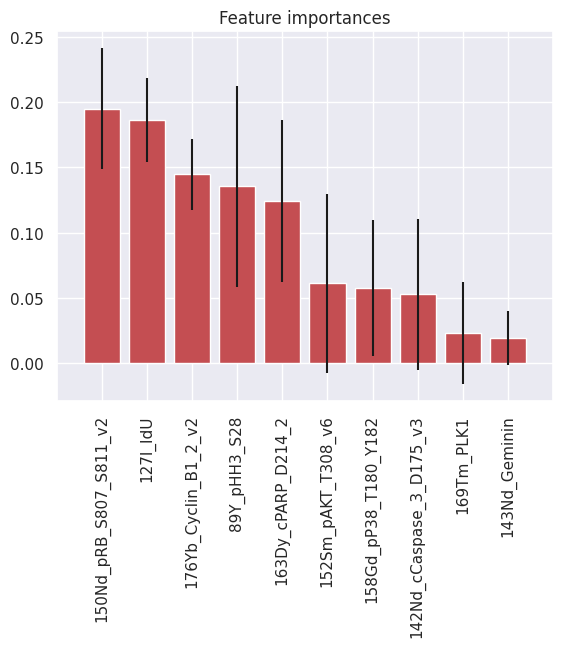 Feature importances
0.25
0.20
0.15
0.10
0.05
0.00
150Nd_pRB_S807_S811_v2
127I_IdU
176Yb_Cyclin_B1_2_v2
89Y_pHH3_S28
163Dy_cPARP_D214_2
152Sm_pAKT_T308_v6
158Gd_pP38_T180_Y182
142Nd_cCaspase_3_D175_v3
169Tm_PLK1
143Nd_Geminin